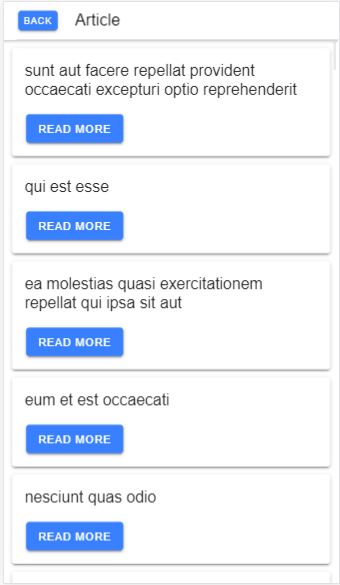 BACK Article
sunt aut facere repellat provident
occaecati excepturi optio reprehenderit
READ MORE
qui est esse
READ MORE
ea molestias quasi exercitationem
repellat qui ipsa sit aut
READ MORE
eum et est occaecati
READ MORE
nesciunt quas odio
READ MORE